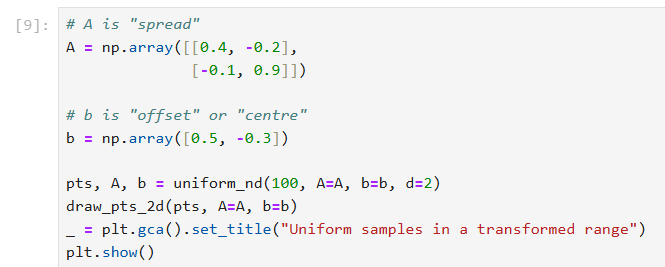 [9]: # A is "spread"
A = np.array([[0.4, -0.2],
[-0.1, 0.9]])
# b is "offset" or "centre"
b = np.array([0.5, -0.3])
pts, A, b = uniform_nd(100, A=A, b=b, d=2)
draw_pts_2d(pts, A=A, b=b)
_ = plt.gca().set_title("Uniform samples in a transformed range")
plt.show()